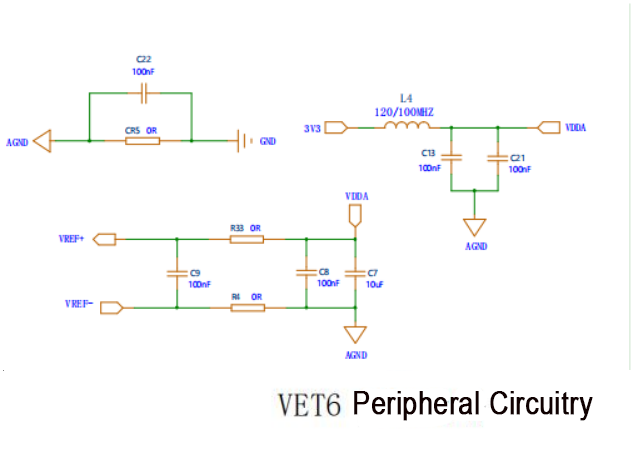 C22
100nF
CR5 0R
AGND
GND
L4
120/100MHZ
3V3
VDDA
C13
100nF
C21
100nF
AGND
VDDA
R33 0R
VREF+
C9
100nF
C8
100nF
C7
10uF
VREF-
R4 0R
AGND
VET6 Peripheral Circuitry